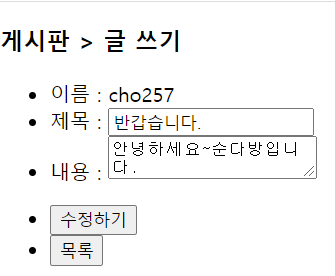 게시판 > 글 쓰기
이름 : cho257
제목 : 반갑습니다.
내용 : 안녕하세요~순다방입니
다.
수정하기
목록